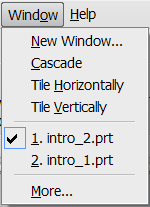 Window Help
New Window...
Cascade
Tile Horizontally
Tile Vertically
1. intro_2.prt
2. intro_1.prt
More...